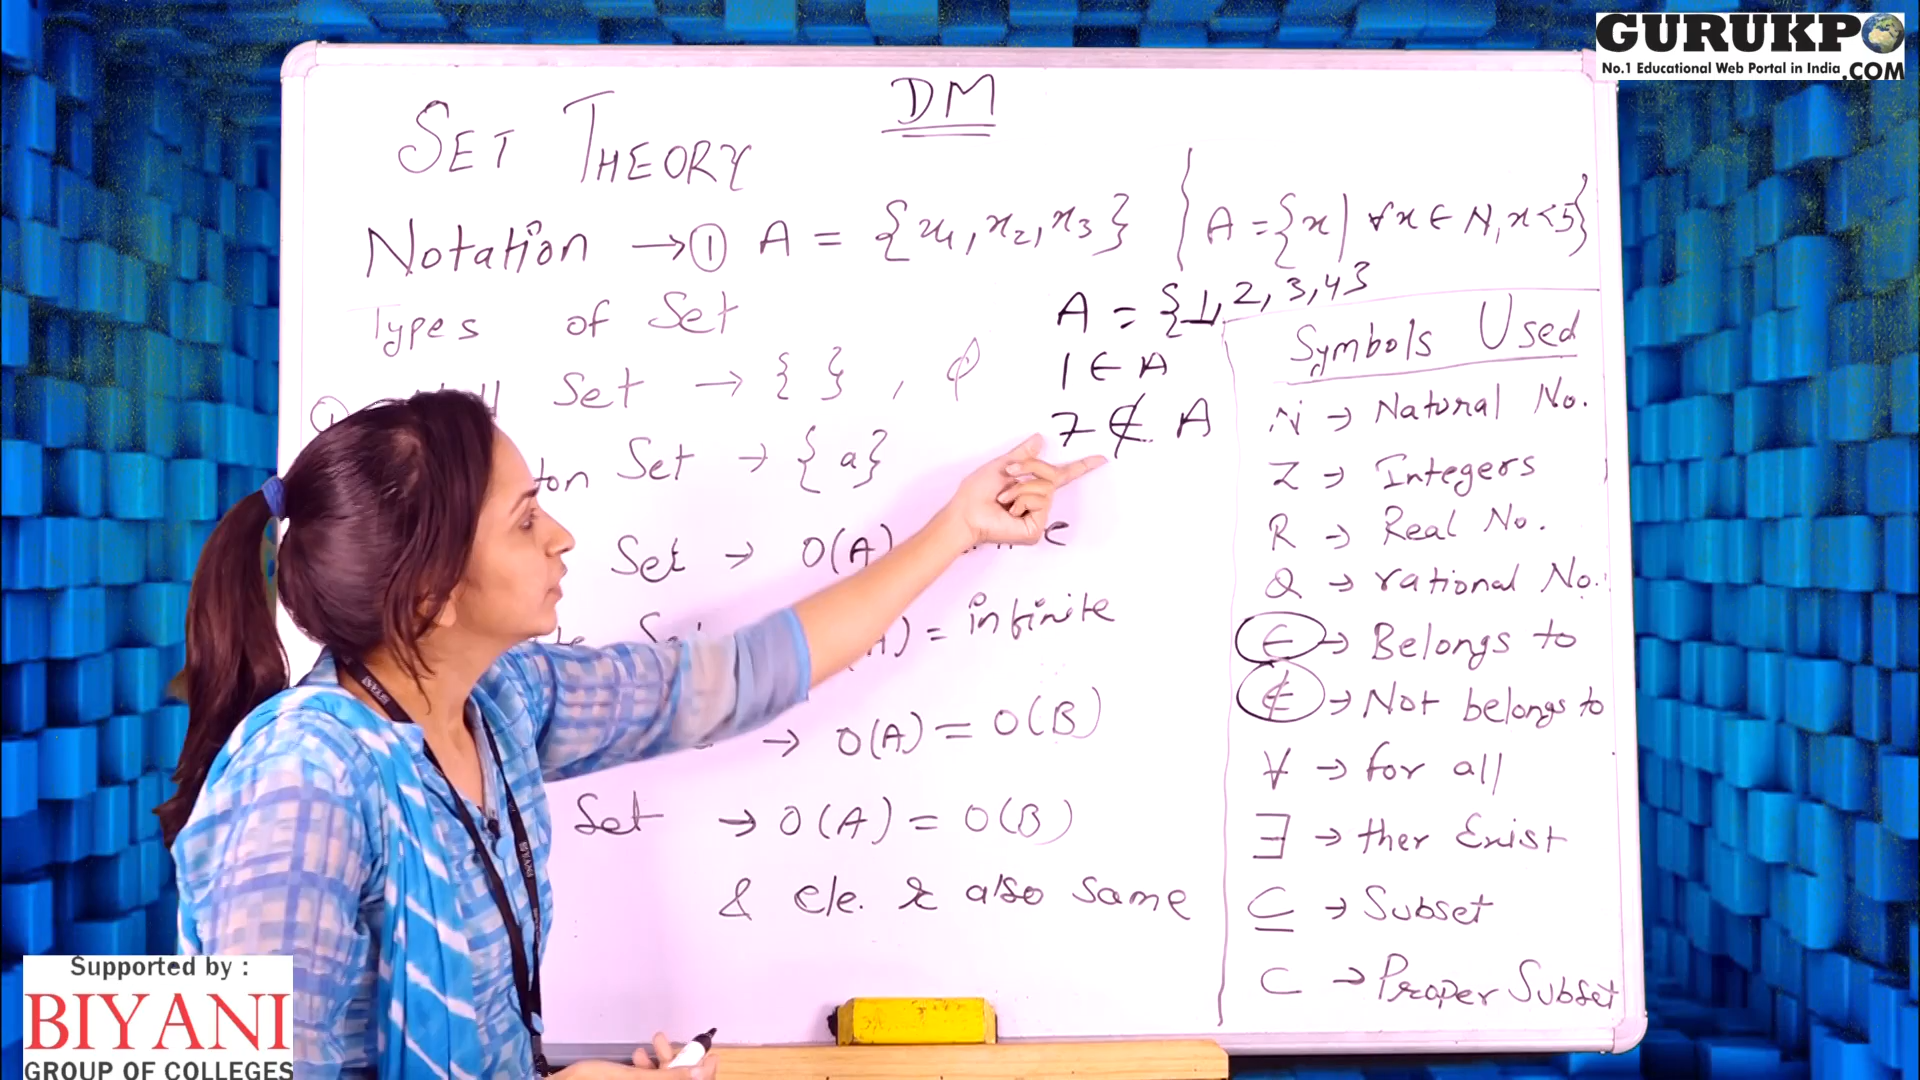 GURUKPO
No.1 Educational Web Portal in India .COM
DM
SET THEORY
Notation → ① A = {x1, x2, x3} { A = {x | ∀x ∈ N, x<5}
A = {1, 2, 3, 4}
1 ∈ A
7 ∉ A
Types of Set
① Set → { } , ϕ
Set → {a}
Set → O(A)
O(A) = infinite
→ O(A) = O(B)
Set → O(A) = O(B)
& ele. & also same
Symbols Used
N → Natural No.
Z → Integers
R → Real No.
Q → rational No.
∈ → Belongs to
∉ → Not belongs to
∀ → for all
∃ → ther Exist
⊆ → Subset
⊂ → Proper Subset
BIYANI
Supported by :
BIYANI
GROUP OF COLLEGES